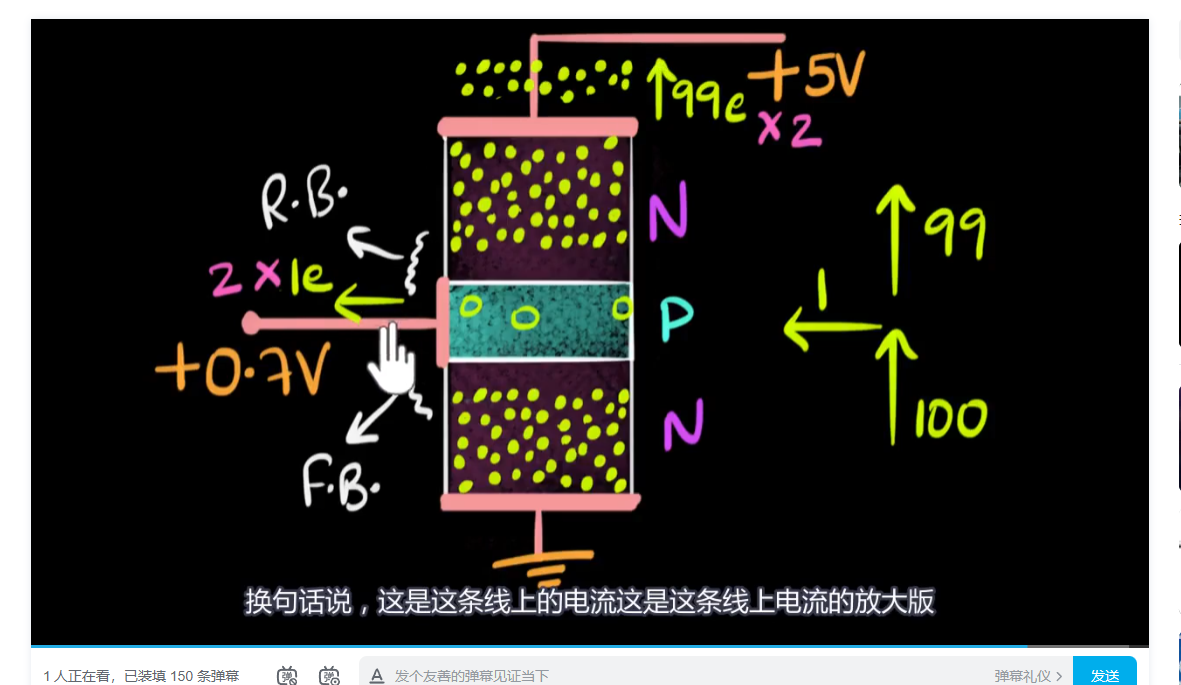 +5V
↑99e
×2
R.B.
N
↑99
2×1e
1
P
+0.7V
N
100
F.B.
换句话说，这是这条线上的电流这是这条线上电流的放大版
1 人正在看，已装填 150 条弹幕
弹
弹
A
发个友善的弹幕见证当下
弹幕礼仪 >
发送